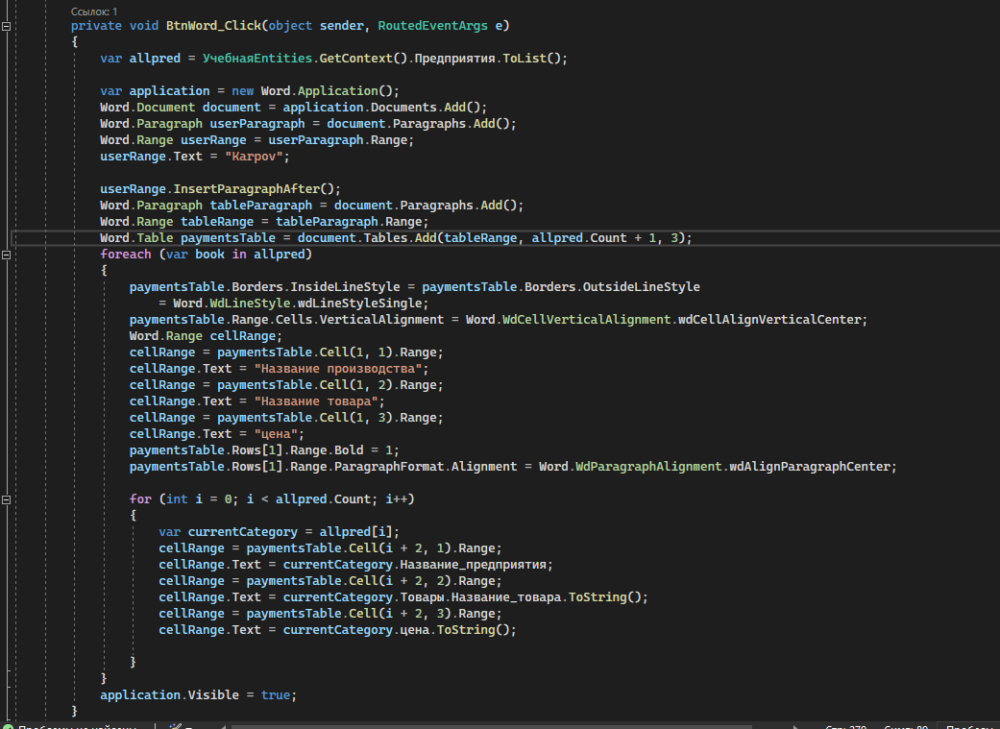 Ссылок: 1
private void BtnWord_Click(object sender, RoutedEventArgs e)
{
var allpred = УчебнаяEntities.GetContext().Предприятия.ToList();
var application = new Word.Application();
Word.Document document = application.Documents.Add();
Word.Paragraph userParagraph = document.Paragraphs.Add();
Word.Range userRange = userParagraph.Range;
userRange.Text = "Karpov";
userRange.InsertParagraphAfter();
Word.Paragraph tableParagraph = document.Paragraphs.Add();
Word.Range tableRange = tableParagraph.Range;
Word.Table paymentsTable = document.Tables.Add(tableRange, allpred.Count + 1, 3);
foreach (var book in allpred)
{
paymentsTable.Borders.InsideLineStyle = paymentsTable.Borders.OutsideLineStyle
= Word.WdLineStyle.wdLineStyleSingle;
paymentsTable.Range.Cells.VerticalAlignment = Word.WdCellVerticalAlignment.wdCellAlignVerticalCenter;
Word.Range cellRange;
cellRange = paymentsTable.Cell(1, 1).Range;
cellRange.Text = "Название производства";
cellRange = paymentsTable.Cell(1, 2).Range;
cellRange.Text = "Название товара";
cellRange = paymentsTable.Cell(1, 3).Range;
cellRange.Text = "цена";
paymentsTable.Rows[1].Range.Bold = 1;
paymentsTable.Rows[1].Range.ParagraphFormat.Alignment = Word.WdParagraphAlignment.wdAlignParagraphCenter;
for (int i = 0; i < allpred.Count; i++)
{
var currentCategory = allpred[i];
cellRange = paymentsTable.Cell(i + 2, 1).Range;
cellRange.Text = currentCategory.Название_предприятия;
cellRange = paymentsTable.Cell(i + 2, 2).Range;
cellRange.Text = currentCategory.Товары.Название_товара.ToString();
cellRange = paymentsTable.Cell(i + 2, 3).Range;
cellRange.Text = currentCategory.цена.ToString();
}
}
application.Visible = true;
}